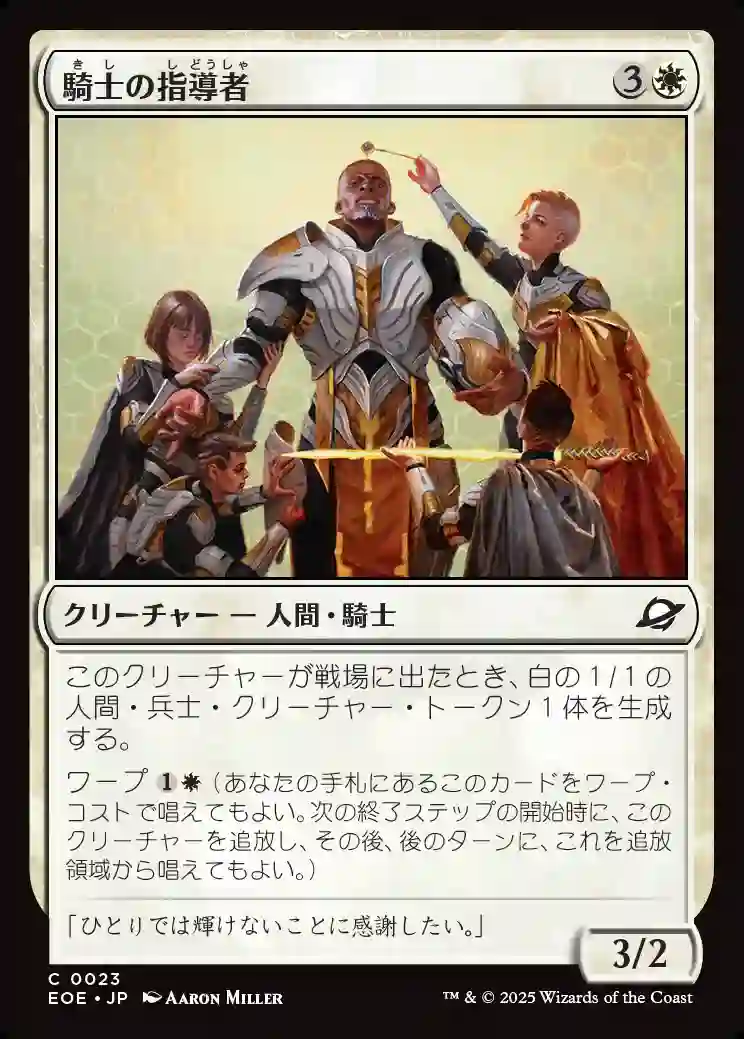 騎士の指導者
3
クリーチャー — 人間・騎士
このクリーチャーが戦場に出たとき、白の1/1の
人間・兵士・クリーチャー・トークン1体を生成
する。
ワープ 1 (あなたの手札にあるこのカードをワープ・
コストで唱えてもよい。次の終了ステップの開始時に、この
クリーチャーを追放し、その後、後のターンに、これを追放
領域から唱えてもよい。)
「ひとりでは輝けないことに感謝したい。」
3/2
C 0023
EOE・JP AARON MILLER
™ & © 2025 Wizards of the Coast